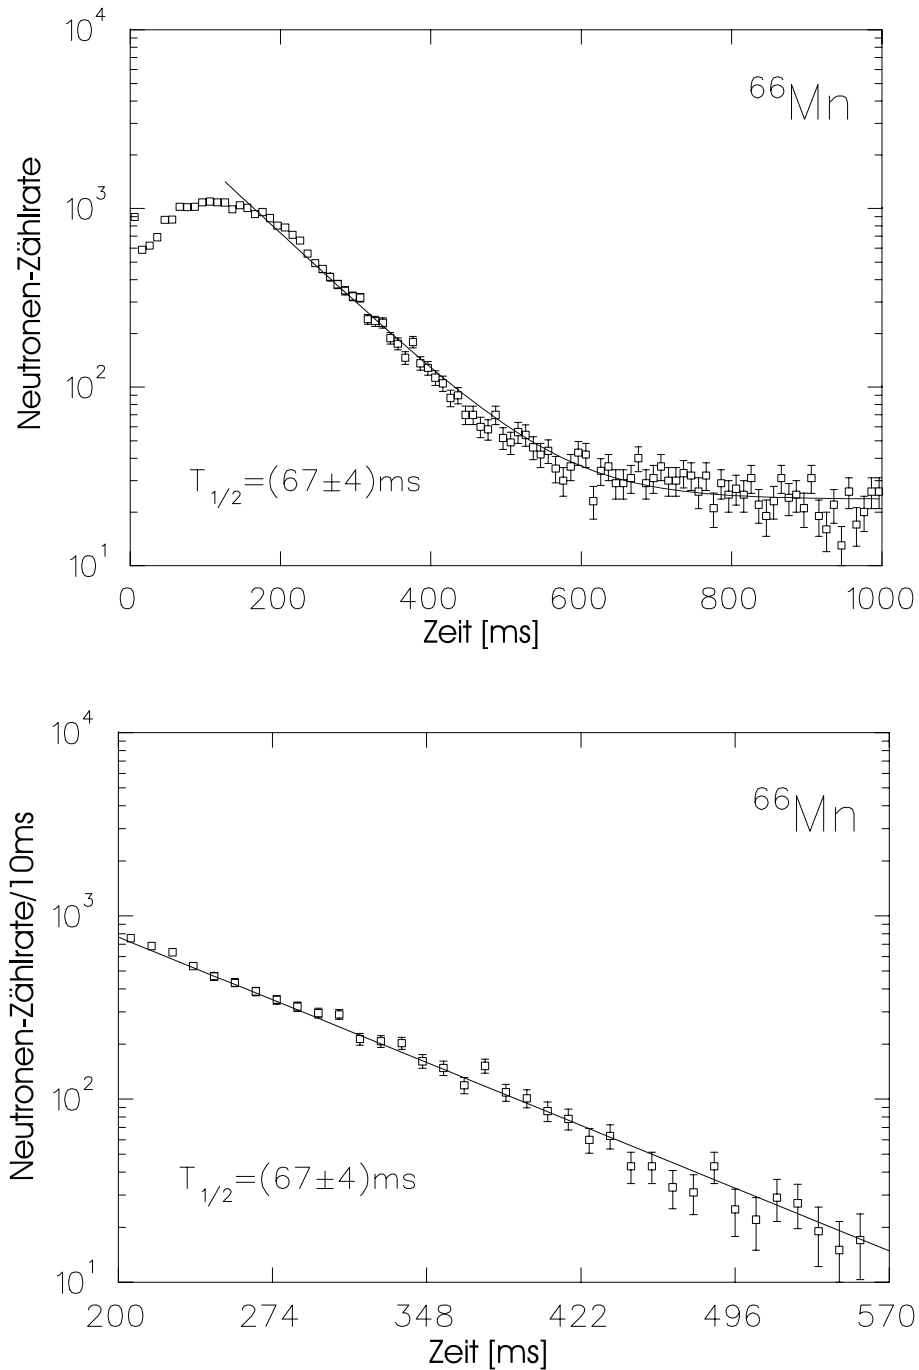 10^4
66Mn
10^3
Neutronen-Zählrate
10^2
T1/2=(67±4)ms
10^1
0 200 400 600 800 1000
Zeit [ms]
10^4
66Mn
10^3
Neutronen-Zählrate/10ms
10^2
T1/2=(67±4)ms
10^1
200 274 348 422 496 570
Zeit [ms]